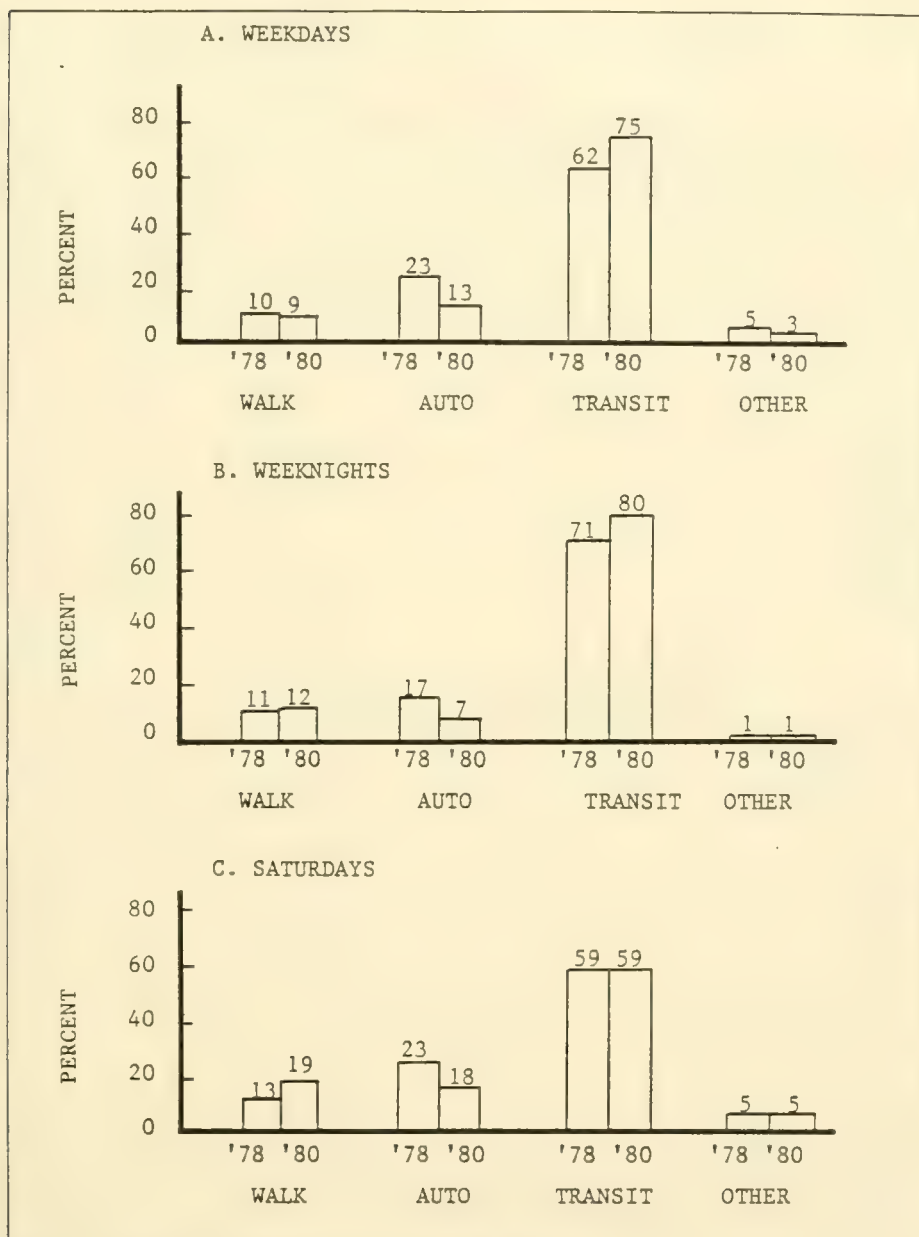 A. WEEKDAYS
PERCENT
80
60
40
20
0
10 9
23 13
62 75
5 3
'78 '80 '78 '80 '78 '80 '78 '80
WALK AUTO TRANSIT OTHER
B. WEEKNIGHTS
PERCENT
80
60
40
20
0
11 12
17 7
71 80
1 1
'78 '80 '78 '80 '78 '80 '78 '80
WALK AUTO TRANSIT OTHER
C. SATURDAYS
PERCENT
80
60
40
20
0
13 19
23 18
59 59
5 5
'78 '80 '78 '80 '78 '80 '78 '80
WALK AUTO TRANSIT OTHER